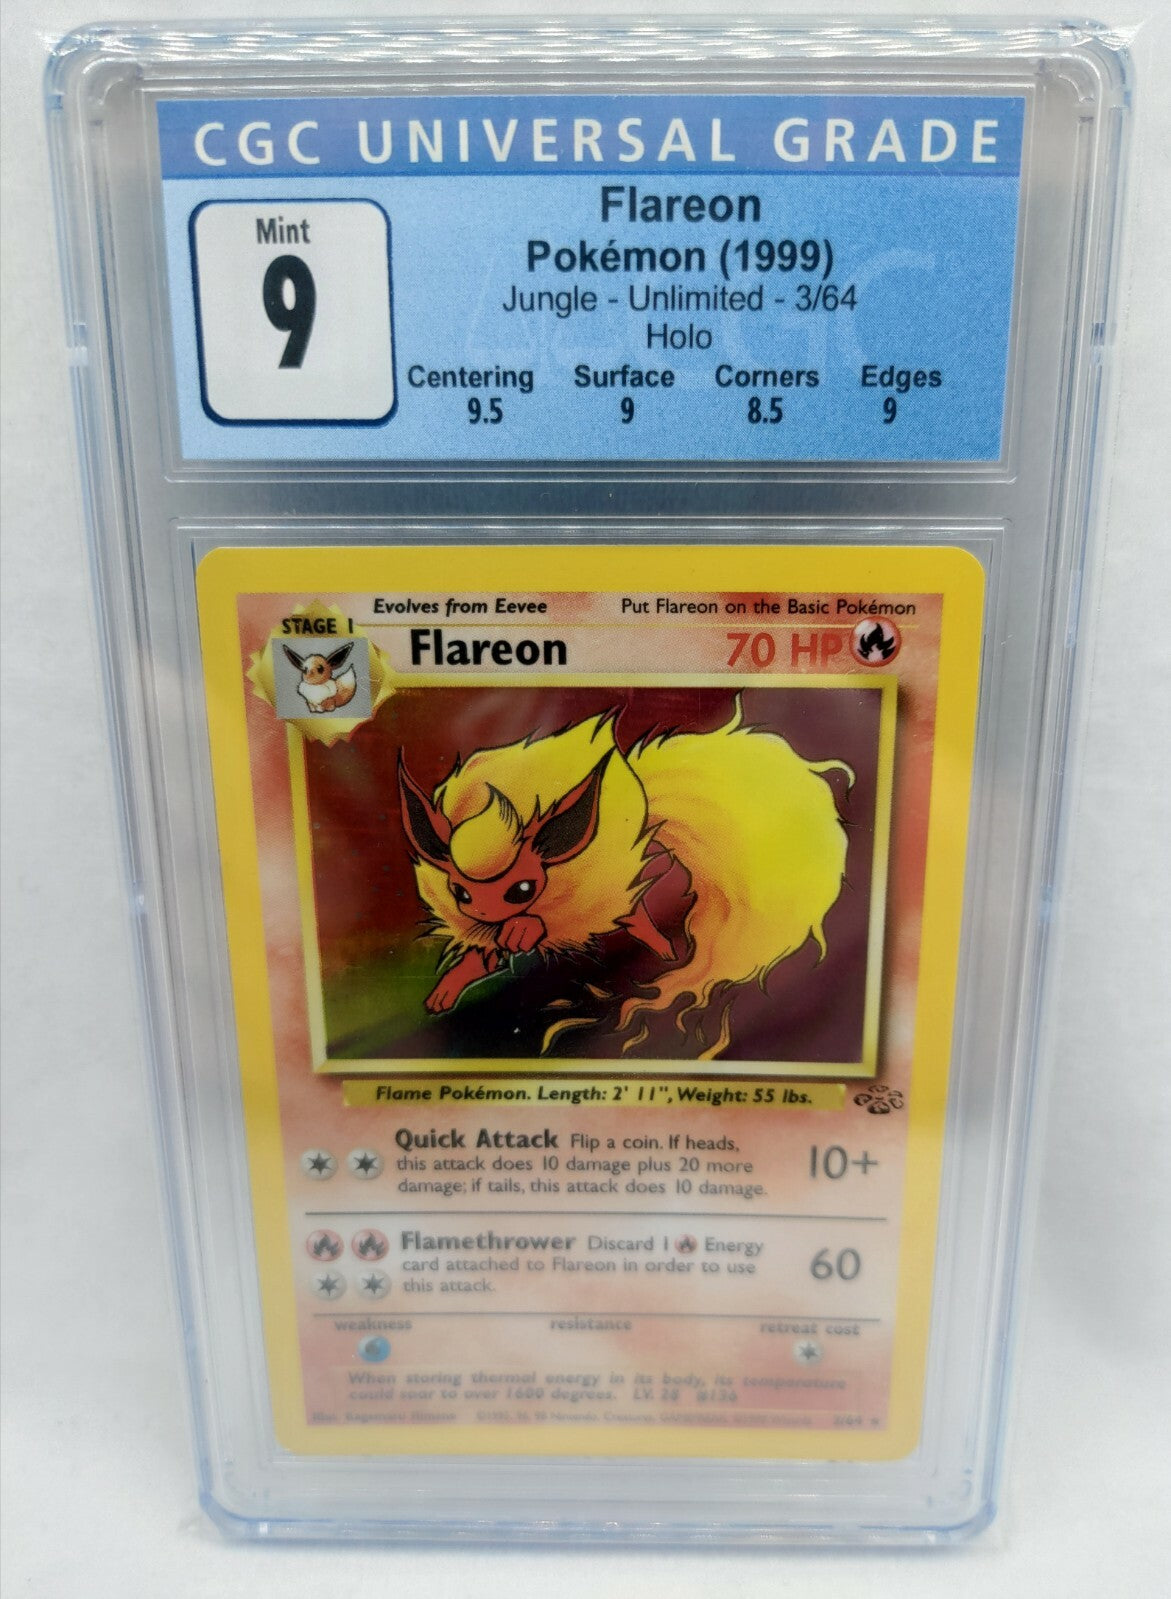 CGC UNIVERSAL GRADE
Mint
9
Flareon
Pokémon (1999)
Jungle - Unlimited - 3/64
Holo
Centering Surface Corners Edges
9.5 9 8.5 9
Evolves from Eevee Put Flareon on the Basic Pokémon
STAGE 1 Flareon 70 HP
Flame Pokémon. Length: 2' 11", Weight: 55 lbs.
Quick Attack Flip a coin. If heads,
this attack does 10 damage plus 20 more
damage; if tails, this attack does 10 damage.
10+
Flamethrower Discard 1 Energy
card attached to Flareon in order to use
this attack.
60
weakness resistance retreat cost
When storing thermal energy in its body, its temperature
could soar to over 1600 degrees. LV. 28 #136
3/64